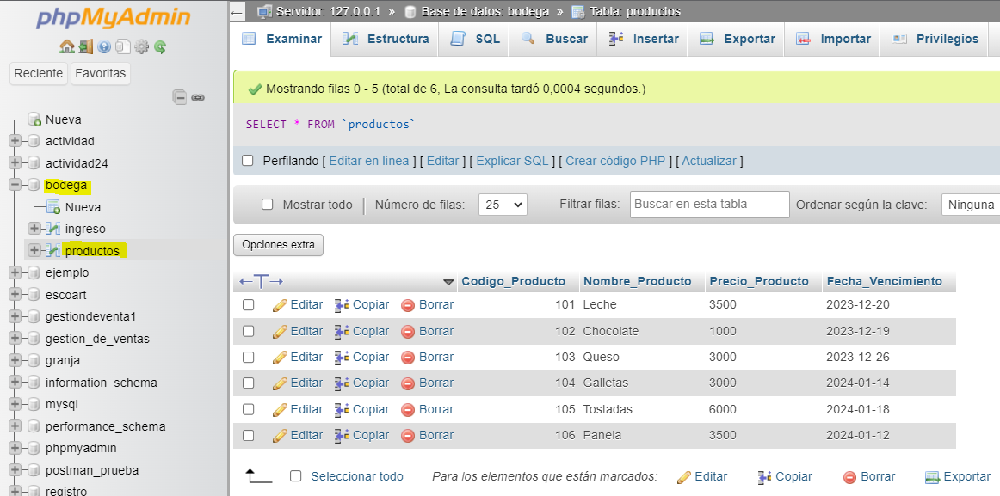 phpMyAdmin
Reciente Favoritas
Nueva
actividad
actividad24
bodega
Nueva
ingreso
productos
ejemplo
escoart
gestiondeventa1
gestion_de_ventas
granja
information_schema
mysql
performance_schema
phpmyadmin
postman_prueba
registro
Servidor: 127.0.0.1 » Base de datos: bodega » Tabla: productos
Examinar Estructura SQL Buscar Insertar Exportar Importar Privilegios
Mostrando filas 0 - 5 (total de 6, La consulta tardó 0,0004 segundos.)
SELECT * FROM `productos`
Perfilando [ Editar en línea ] [ Editar ] [ Explicar SQL ] [ Crear código PHP ] [ Actualizar ]
Mostrar todo | Número de filas: 25 Filtrar filas: Buscar en esta tabla Ordenar según la clave: Ninguna
Opciones extra
←T→ Codigo_Producto Nombre_Producto Precio_Producto Fecha_Vencimiento
Editar Copiar Borrar 101 Leche 3500 2023-12-20
Editar Copiar Borrar 102 Chocolate 1000 2023-12-19
Editar Copiar Borrar 103 Queso 3000 2023-12-26
Editar Copiar Borrar 104 Galletas 3000 2024-01-14
Editar Copiar Borrar 105 Tostadas 6000 2024-01-18
Editar Copiar Borrar 106 Panela 3500 2024-01-12
Seleccionar todo Para los elementos que están marcados: Editar Copiar Borrar Exportar